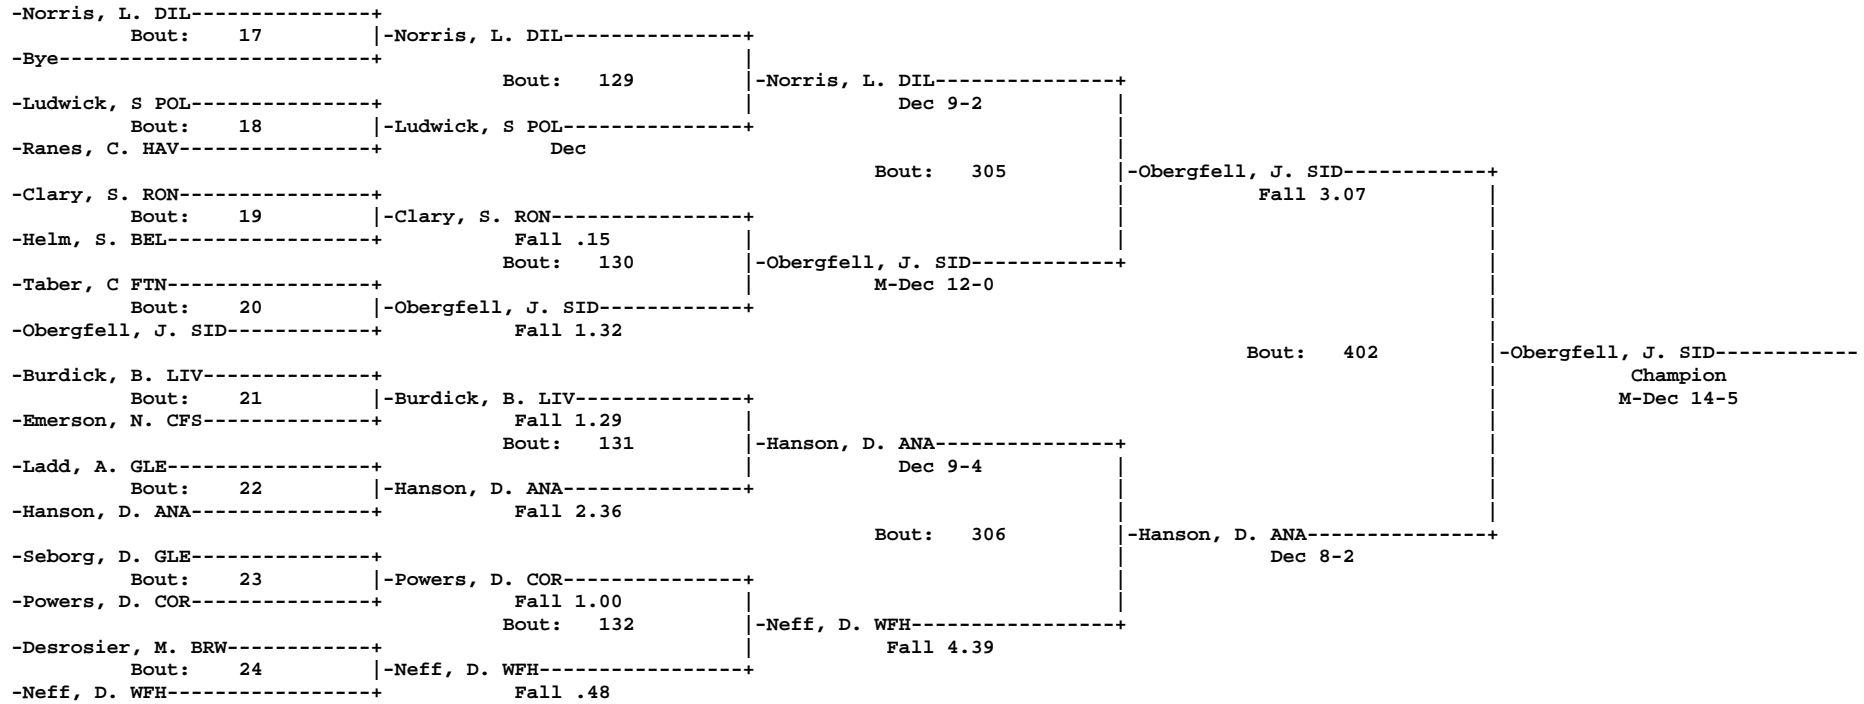 -Norris, L. DIL---------------+
Bout: 17 |-Norris, L. DIL---------------+
-Bye--------------------------+ |
Bout: 129 |-Norris, L. DIL---------------+
-Ludwick, S POL---------------+ | Dec 9-2 |
Bout: 18 |-Ludwick, S POL---------------+ |
-Ranes, C. HAV----------------+ Dec |
Bout: 305 |-Obergfell, J. SID------------+
-Clary, S. RON----------------+ | Fall 3.07 |
Bout: 19 |-Clary, S. RON----------------+ | |
-Helm, S. BEL-----------------+ Fall .15 | | |
Bout: 130 |-Obergfell, J. SID------------+ |
-Taber, C FTN-----------------+ | M-Dec 12-0 |
Bout: 20 |-Obergfell, J. SID------------+ |
-Obergfell, J. SID------------+ Fall 1.32 |
Bout: 402 |-Obergfell, J. SID------------
-Burdick, B. LIV--------------+ | Champion
Bout: 21 |-Burdick, B. LIV--------------+ | M-Dec 14-5
-Emerson, N. CFS--------------+ Fall 1.29 | |
Bout: 131 |-Hanson, D. ANA---------------+ |
-Ladd, A. GLE-----------------+ | Dec 9-4 | |
Bout: 22 |-Hanson, D. ANA---------------+ | |
-Hanson, D. ANA---------------+ Fall 2.36 | |
Bout: 306 |-Hanson, D. ANA---------------+
-Seborg, D. GLE---------------+ | Dec 8-2
Bout: 23 |-Powers, D. COR---------------+ |
-Powers, D. COR---------------+ Fall 1.00 | |
Bout: 132 |-Neff, D. WFH-----------------+
-Desrosier, M. BRW------------+ | Fall 4.39
Bout: 24 |-Neff, D. WFH-----------------+
-Neff, D. WFH-----------------+ Fall .48